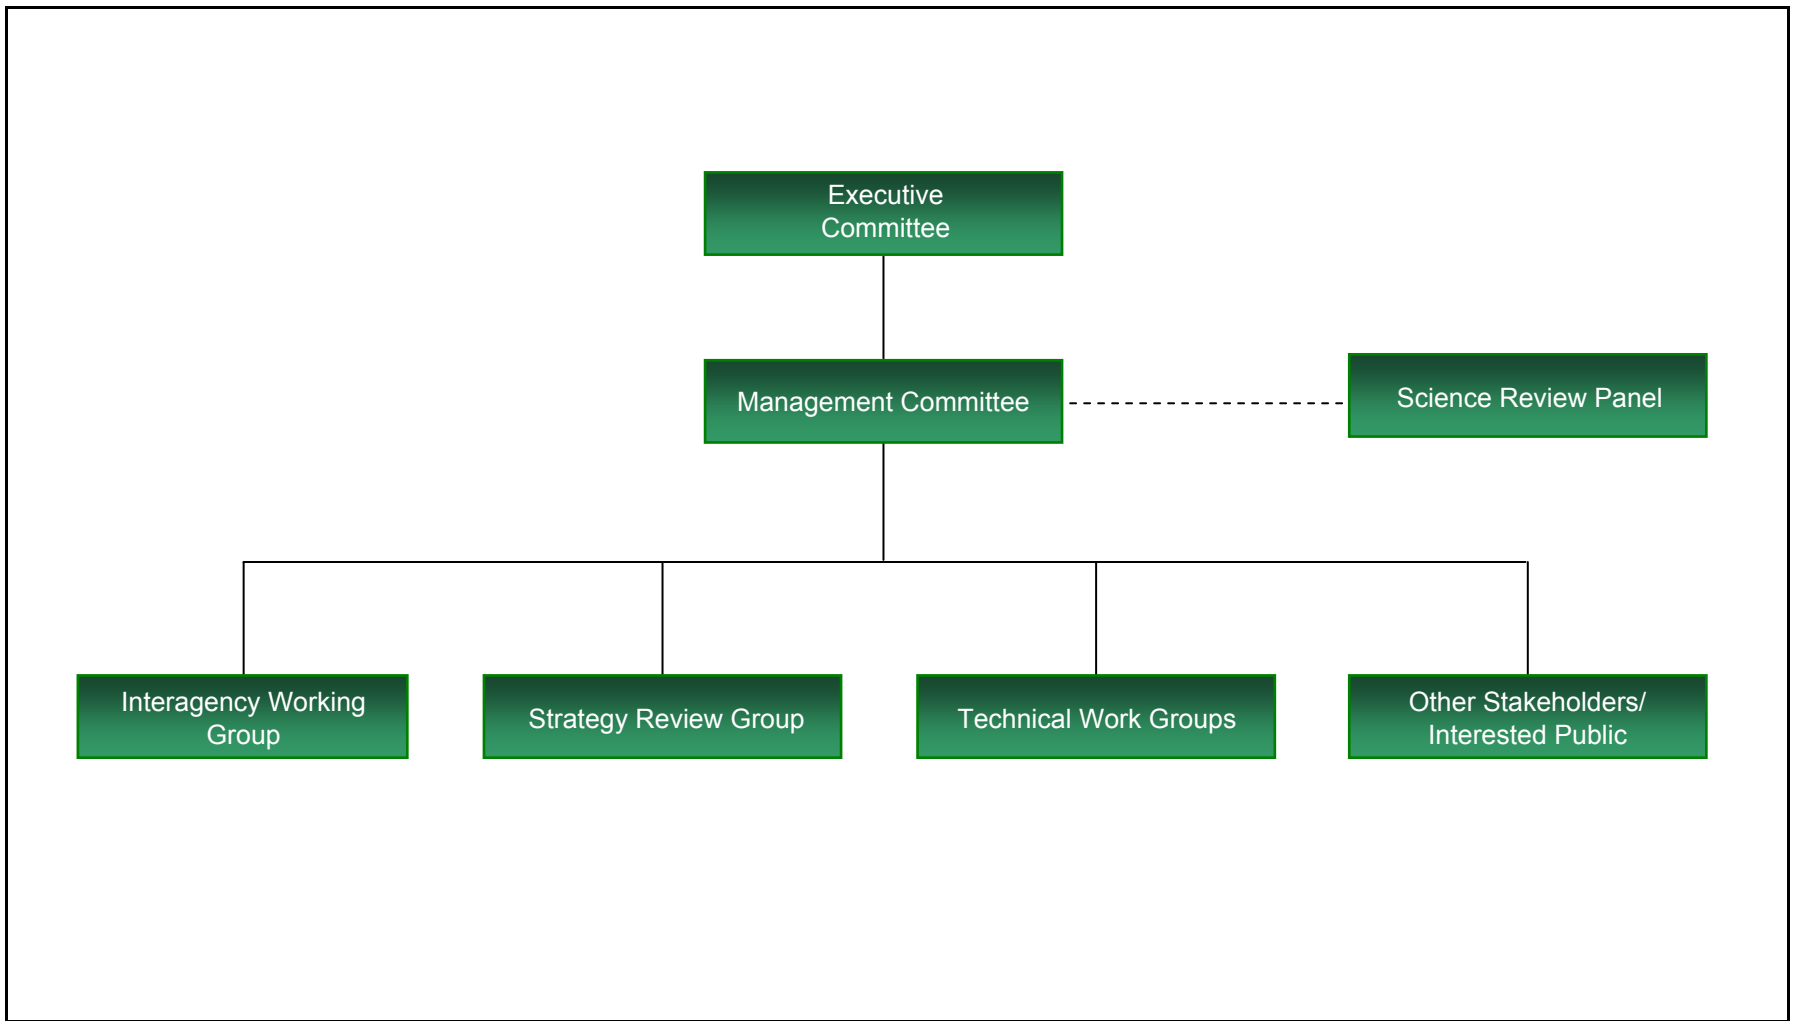 Executive
Committee
Management Committee
Science Review Panel
Interagency Working
Group
Strategy Review Group
Technical Work Groups
Other Stakeholders/
Interested Public